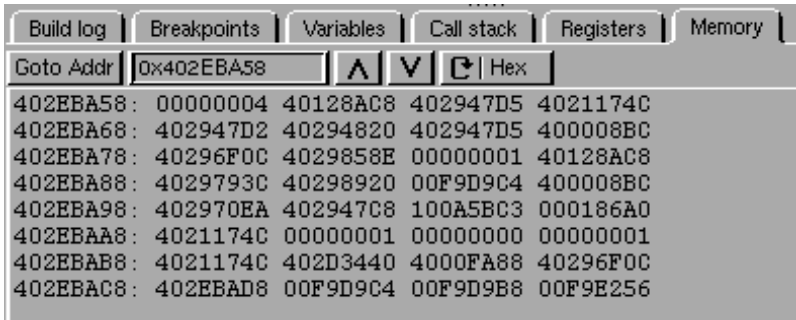 Build log Breakpoints Variables Call stack Registers Memory
Goto Addr 0x402EBA58 Hex
402EBA58: 00000004 40128AC8 402947D5 4021174C
402EBA68: 402947D2 40294820 402947D5 400008BC
402EBA78: 40296F0C 4029858E 00000001 40128AC8
402EBA88: 4029793C 40298920 00F9D9C4 400008BC
402EBA98: 402970EA 402947C8 100A5BC3 000186A0
402EBAA8: 4021174C 00000001 00000000 00000001
402EBAB8: 4021174C 402D3440 4000FA88 40296F0C
402EBAC8: 402EBAD8 00F9D9C4 00F9D9B8 00F9E256